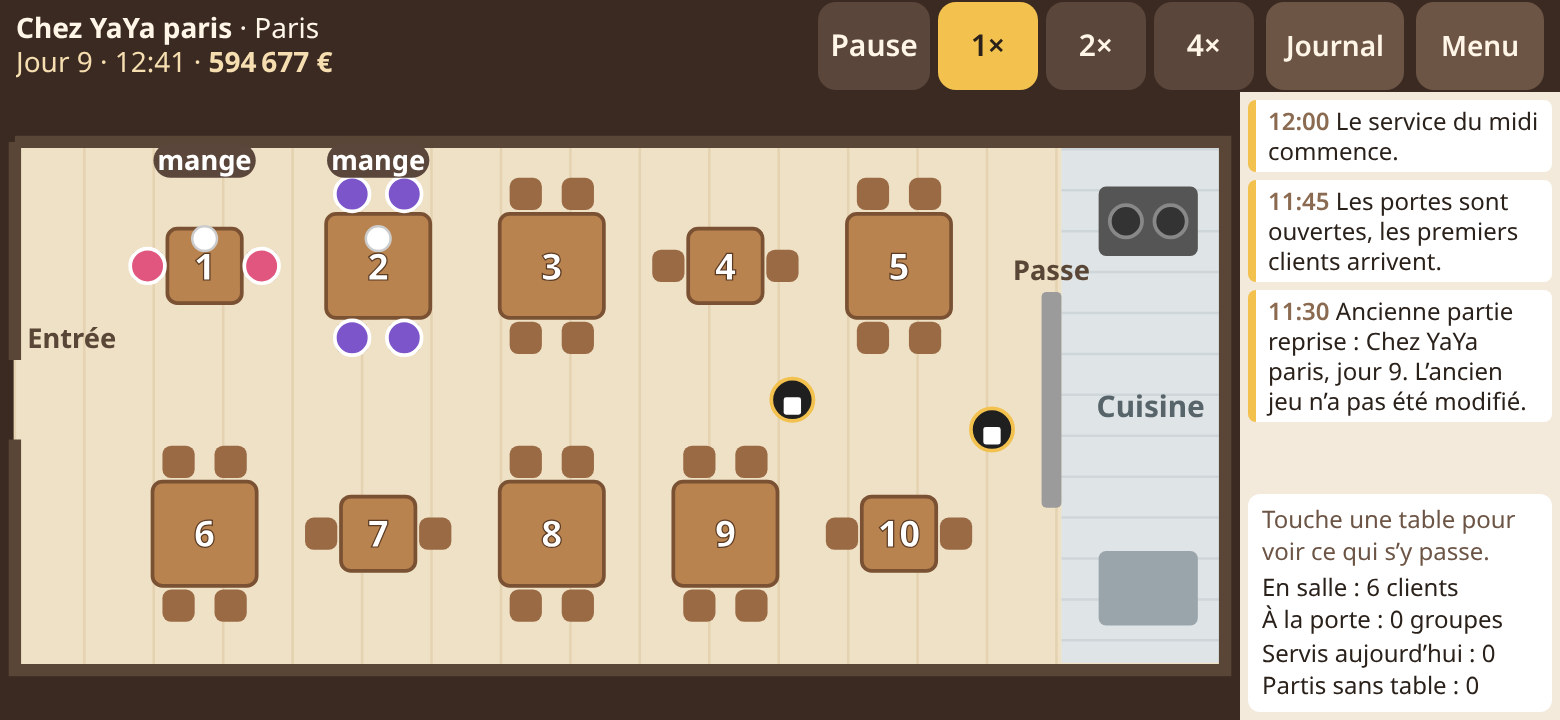 Chez YaYa paris · Paris
Jour 9 · 12:41 · 594 677 €
Pause
1×
2×
4×
Journal
Menu
mange
mange
1
2
3
4
5
Passe
Entrée
Cuisine
6
7
8
9
10
12:00 Le service du midi
commence.
11:45 Les portes sont
ouvertes, les premiers
clients arrivent.
11:30 Ancienne partie
reprise : Chez YaYa
paris, jour 9. L’ancien
jeu n’a pas été modifié.
Touche une table pour
voir ce qui s’y passe.
En salle : 6 clients
À la porte : 0 groupes
Servis aujourd’hui : 0
Partis sans table : 0